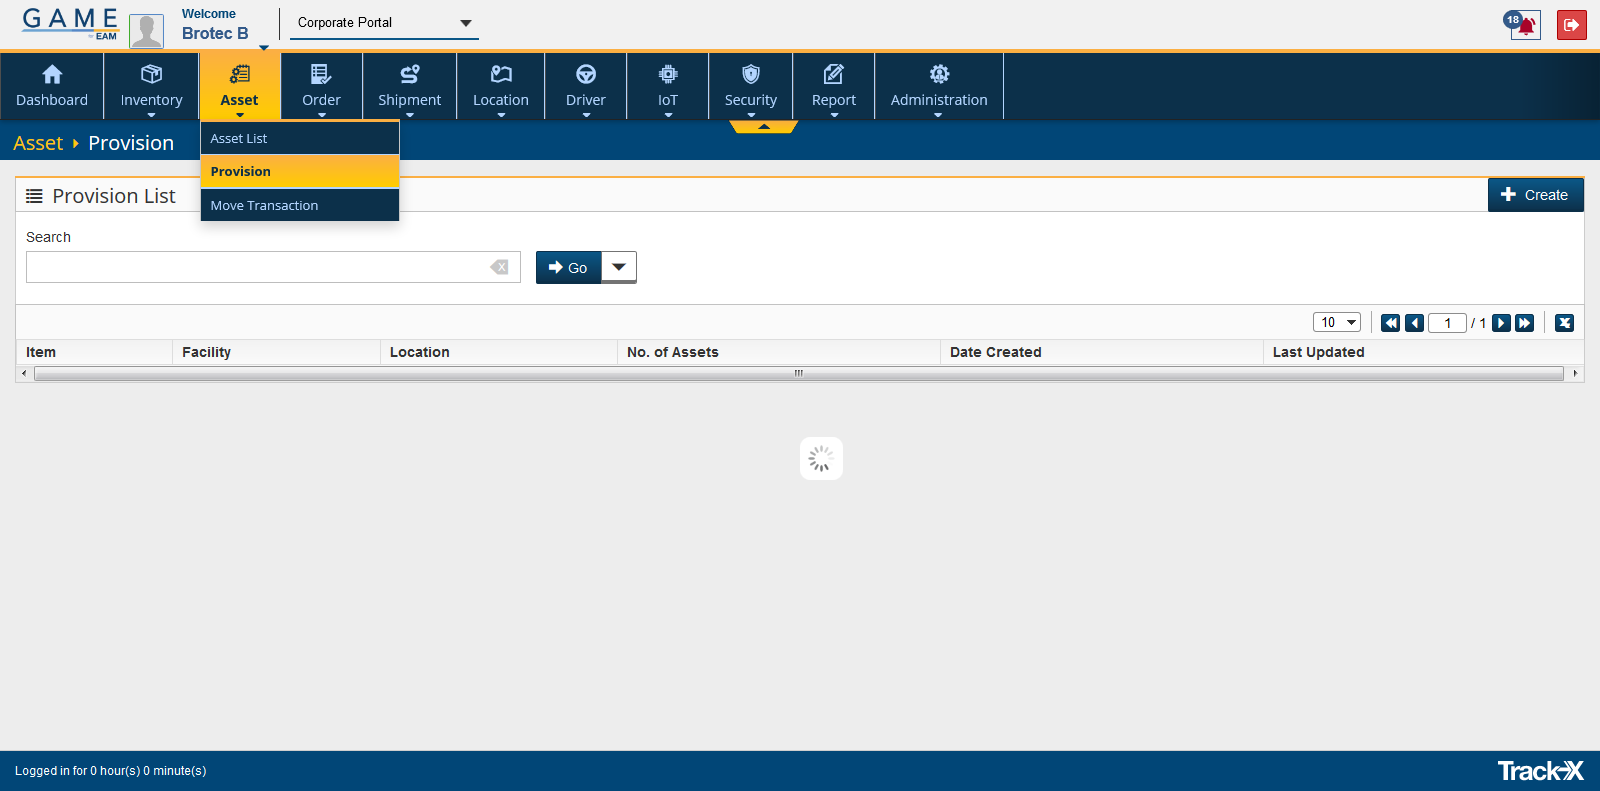 GAME
EAM
Welcome
Brotec B
Corporate Portal
18
Dashboard
Inventory
Asset
Order
Shipment
Location
Driver
IoT
Security
Report
Administration
Asset Provision
Asset List
Provision
Move Transaction
Provision List
Create
Search
Go
10
1 / 1
Item Facility Location No. of Assets Date Created Last Updated
Logged in for 0 hour(s) 0 minute(s)
Track-X